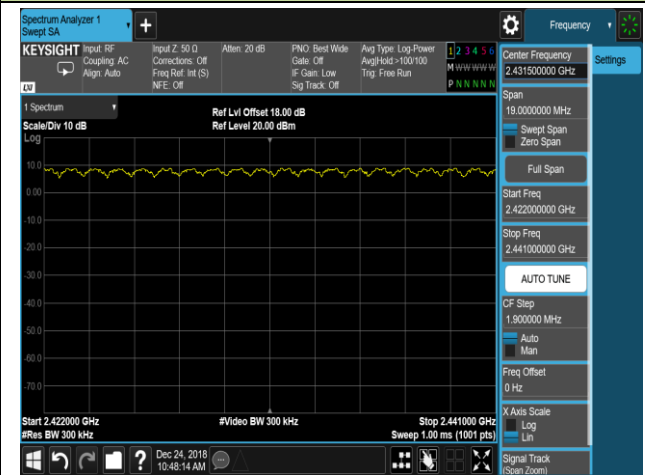 Spectrum Analyzer 1
Swept SA
+
Frequency
KEYSIGHT
Input: RF
Coupling: AC
Align: Auto
Input Z: 50 Ω
Corrections: Off
Freq Ref: Int (S)
NFE: Off
Atten: 20 dB
PNO: Best Wide
Gate: Off
IF Gain: Low
Sig Track: Off
Avg Type: Log-Power
Avg|Hold:>100/100
Trig: Free Run
1 2 3 4 5 6
M W W W W W
P N N N N N
LXI
1 Spectrum
Scale/Div 10 dB
Ref Lvl Offset 18.00 dB
Ref Level 20.00 dBm
Log
10.0
0.00
-10.0
-20.0
-30.0
-40.0
-50.0
-60.0
-70.0
Start 2.422000 GHz
#Video BW 300 kHz
Stop 2.441000 GHz
#Res BW 300 kHz
Sweep 1.00 ms (1001 pts)
Center Frequency
2.431500000 GHz
Settings
Span
19.0000000 MHz
Swept Span
Zero Span
Full Span
Start Freq
2.422000000 GHz
Stop Freq
2.441000000 GHz
AUTO TUNE
CF Step
1.900000 MHz
Auto
Man
Freq Offset
0 Hz
X Axis Scale
Log
Lin
Signal Track
(Span Zoom)
?
Dec 24, 2018
10:48:14 AM